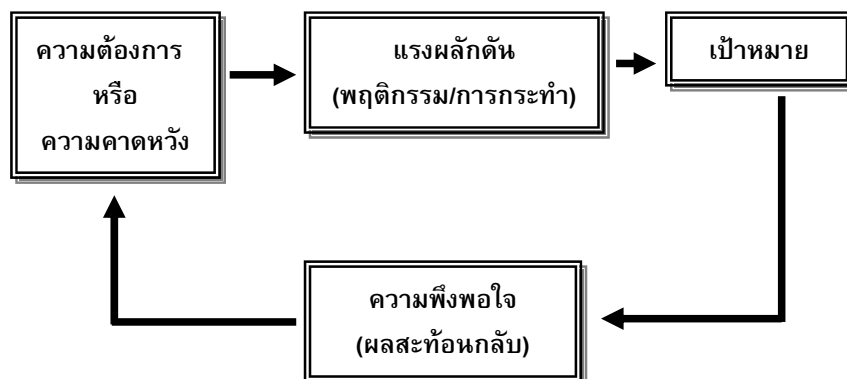 ความต้องการ
หรือ
ความคาดหวัง
แรงผลักดัน
(พฤติกรรม/การกระทำ)
เป้าหมาย
ความพึงพอใจ
(ผลสะท้อนกลับ)